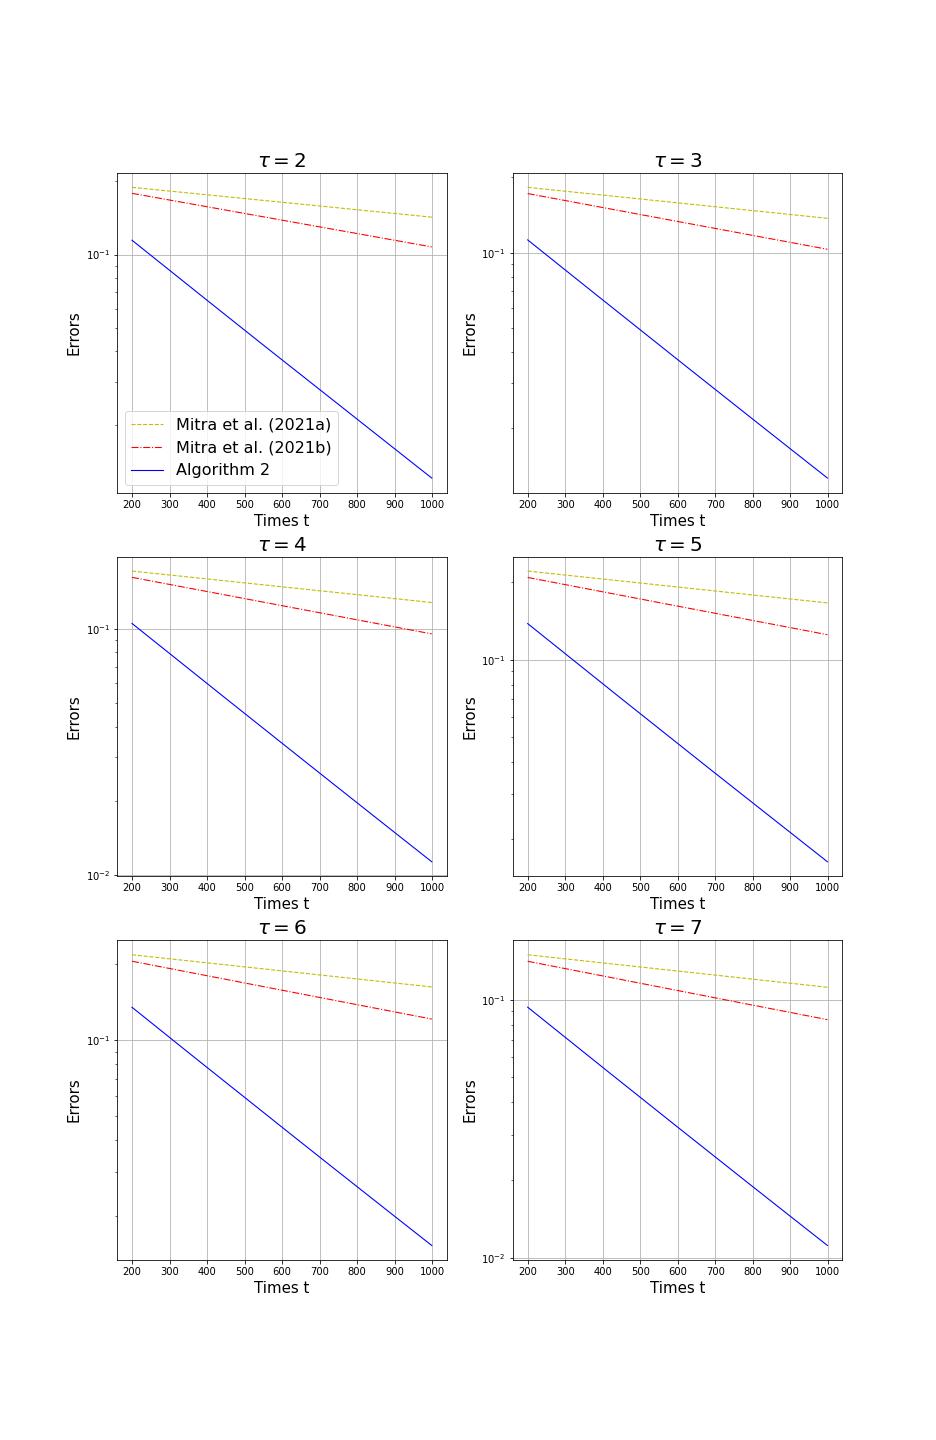 τ = 2
10⁻¹
Errors
Mitra et al. (2021a)
Mitra et al. (2021b)
Algorithm 2
200 300 400 500 600 700 800 900 1000
Times t
τ = 3
10⁻¹
Errors
200 300 400 500 600 700 800 900 1000
Times t
τ = 4
10⁻¹
Errors
10⁻²
200 300 400 500 600 700 800 900 1000
Times t
τ = 5
10⁻¹
Errors
200 300 400 500 600 700 800 900 1000
Times t
τ = 6
10⁻¹
Errors
200 300 400 500 600 700 800 900 1000
Times t
τ = 7
10⁻¹
Errors
10⁻²
200 300 400 500 600 700 800 900 1000
Times t